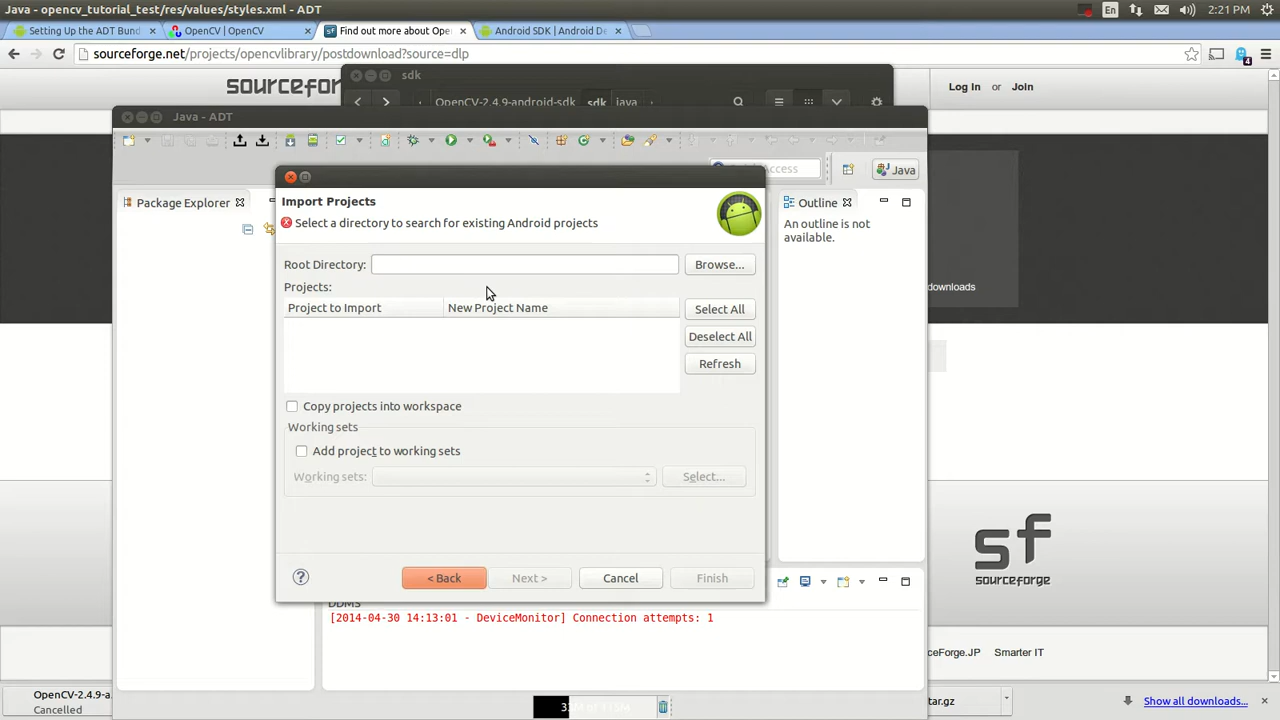 Java - opencv_tutorial_test/res/values/styles.xml - ADT
En
2:21 PM
Setting Up the ADT Bund
OpenCV | OpenCV
Find out more about Ope
Android SDK | Android De
sourceforge.net/projects/opencvlibrary/postdownload?source=dlp
4
sourceforge
sdk
Log In or Join
OpenCV-2.4.9-android-sdk
sdk
java
Java - ADT
Access
Java
Package Explorer
Outline
An outline is not
available.
Import Projects
Select a directory to search for existing Android projects
Root Directory:
Browse...
Projects:
Project to Import
New Project Name
Select All
Deselect All
Refresh
downloads
Copy projects into workspace
Working sets
Add project to working sets
Working sets:
Select...
sf
sourceforge
< Back
Next >
Cancel
Finish
DDMS
[2014-04-30 14:13:01 - DeviceMonitor] Connection attempts: 1
ceForge.JP
Smarter IT
OpenCV-2.4.9-a
Cancelled
tar.gz
Show all downloads...